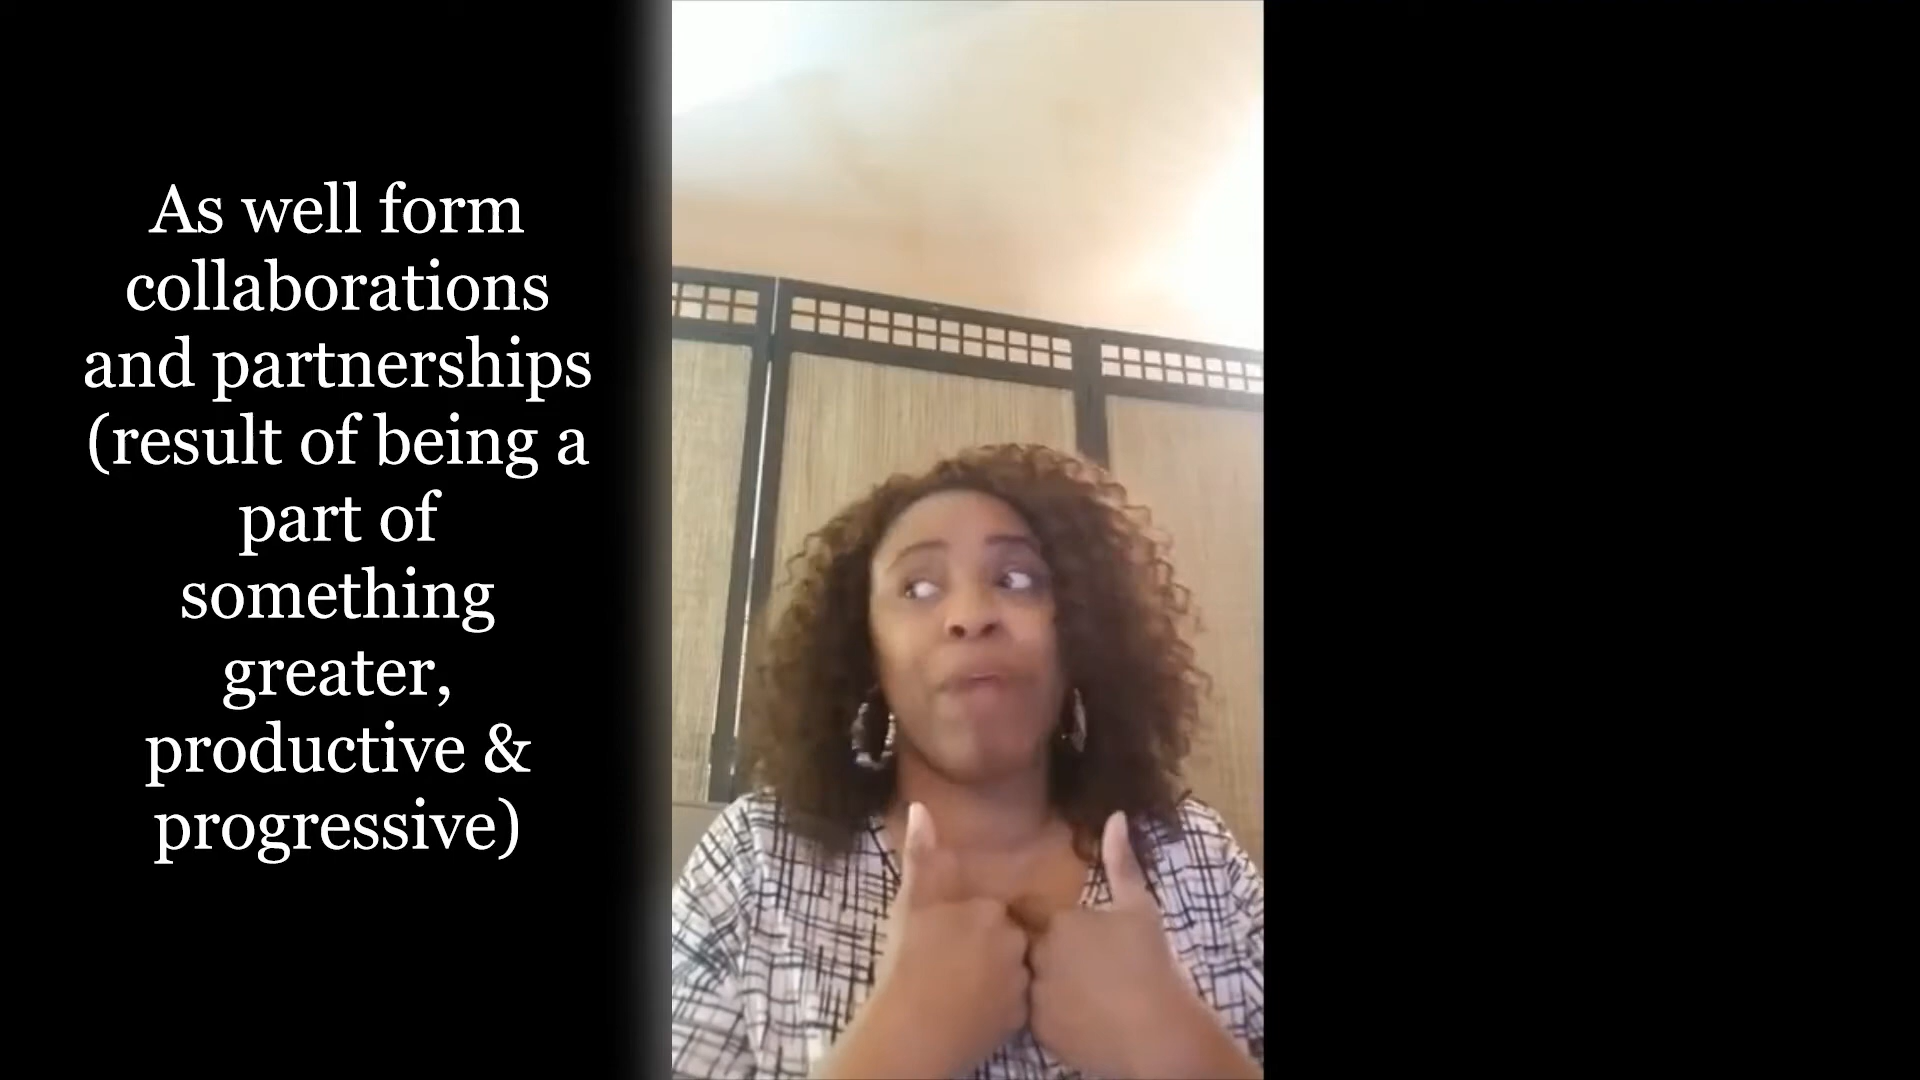 As well form
collaborations
and partnerships
(result of being a
part of
something
greater,
productive &
progressive)